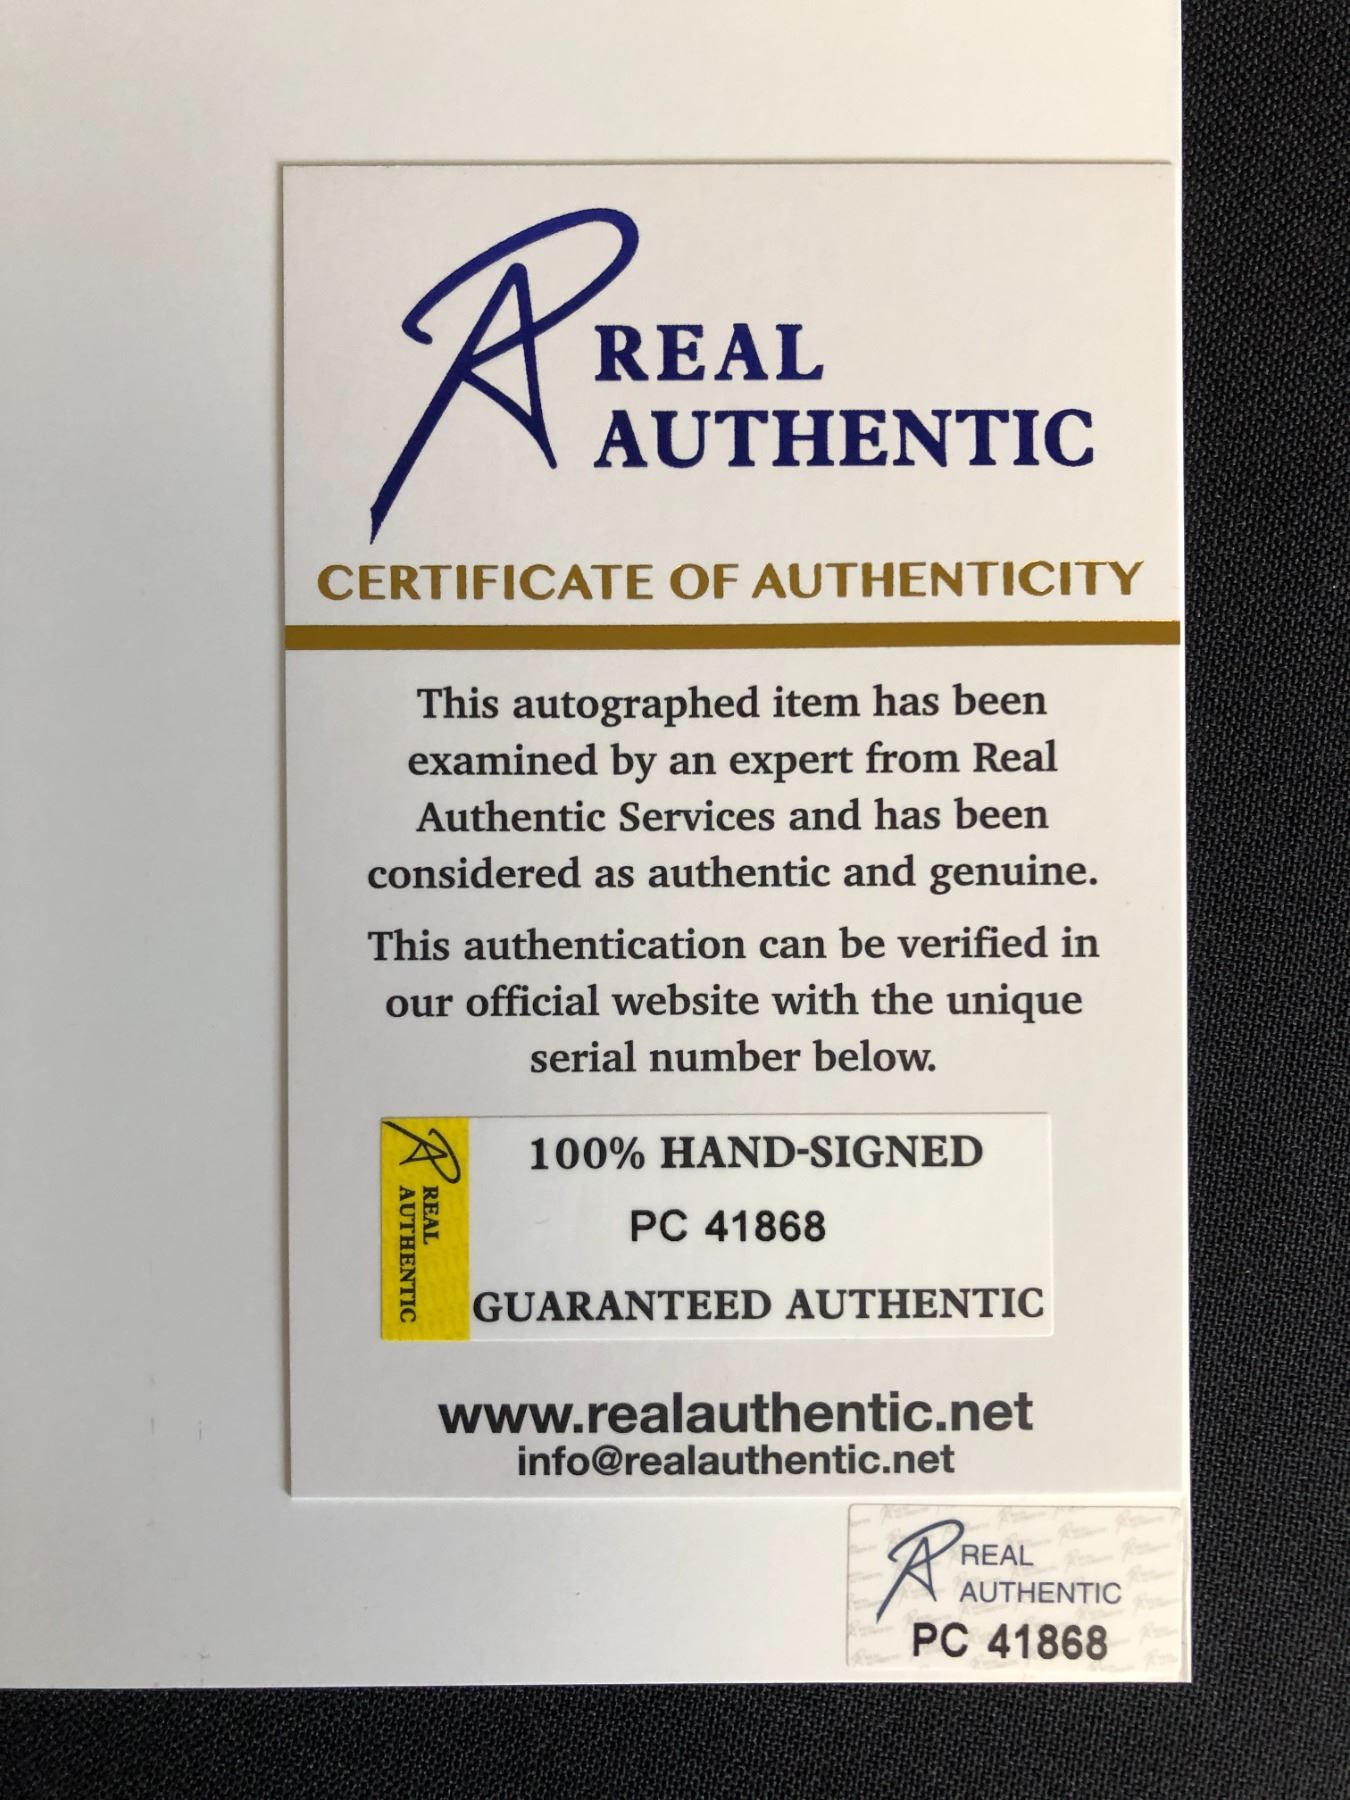 REAL
AUTHENTIC
CERTIFICATE OF AUTHENTICITY
This autographed item has been
examined by an expert from Real
Authentic Services and has been
considered as authentic and genuine.
This authentication can be verified in
our official website with the unique
serial number below.
REAL
AUTHENTIC
100% HAND-SIGNED
PC 41868
GUARANTEED AUTHENTIC
www.realauthentic.net
info@realauthentic.net
REAL
AUTHENTIC
PC 41868